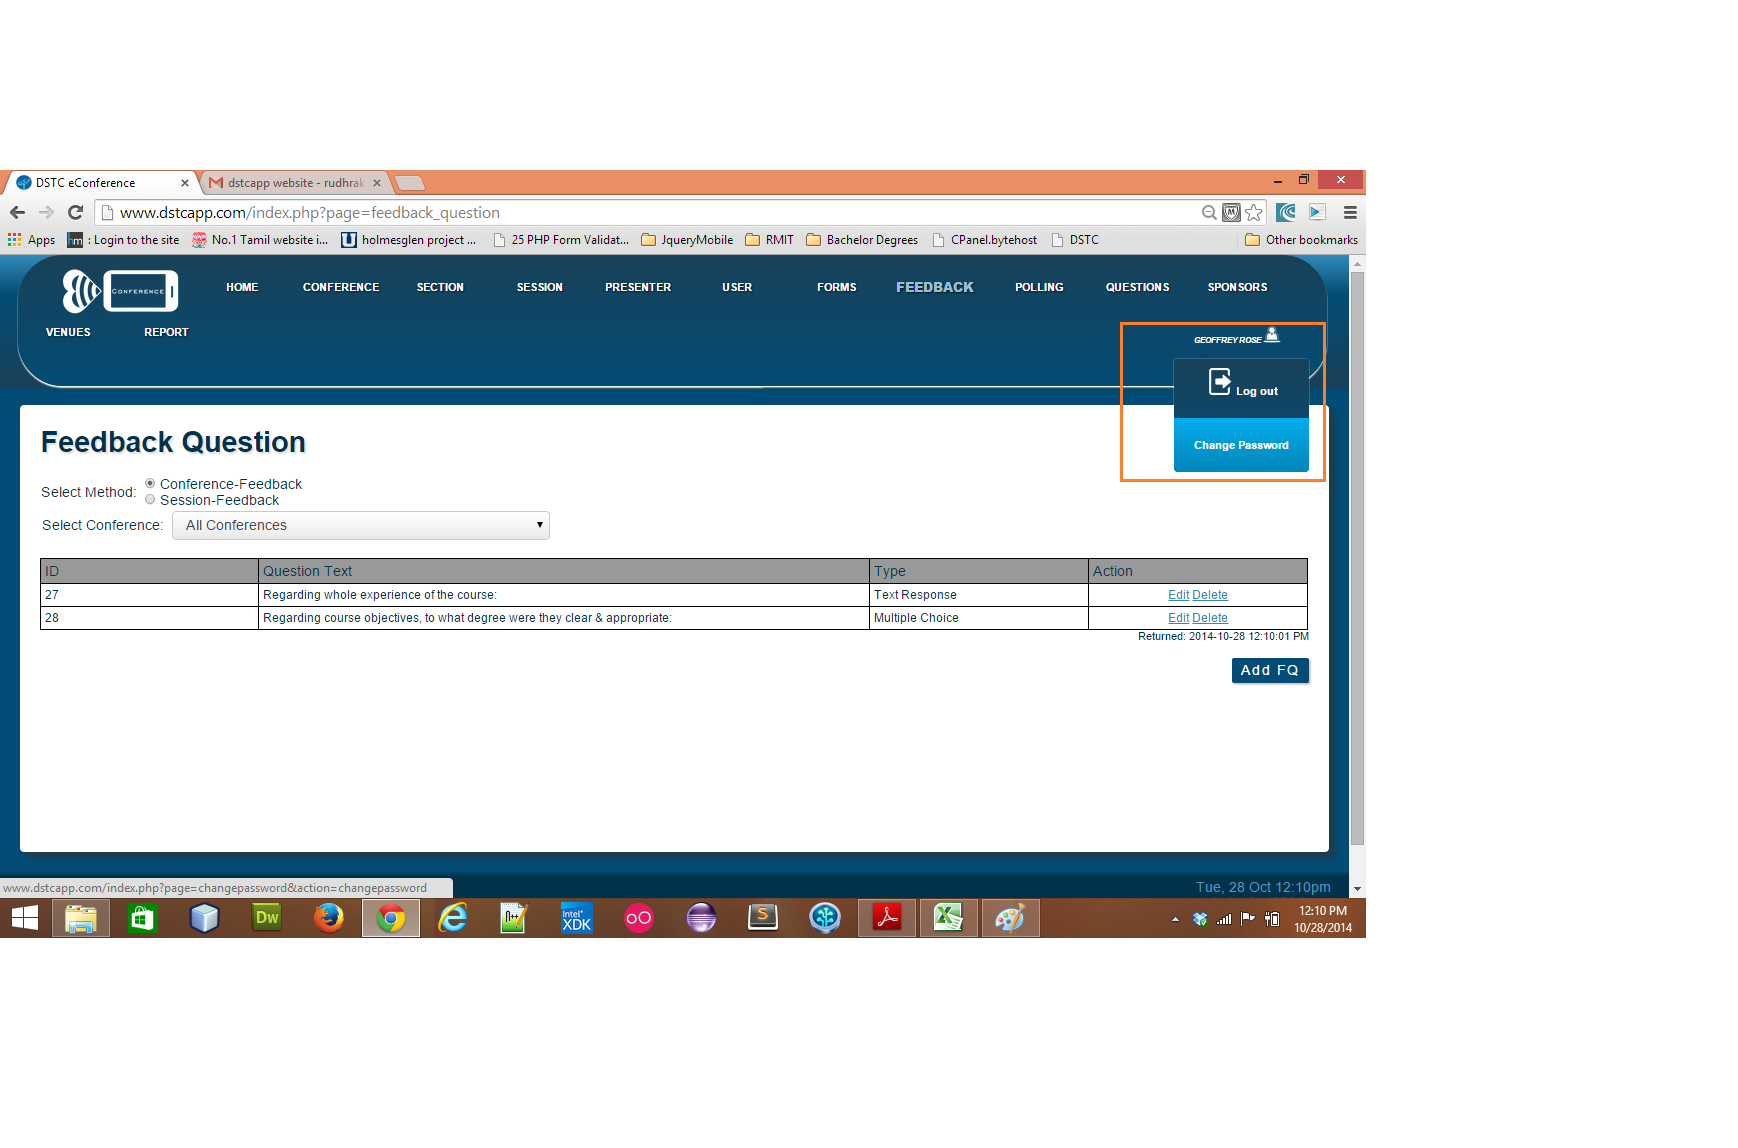 DSTC eConference
dstcapp website - rudhrak
www.dstcapp.com/index.php?page=feedback_question
Apps hm : Login to the site No.1 Tamil website i... holmesglen project ... 25 PHP Form Validat... JqueryMobile RMIT Bachelor Degrees CPanel.bytehost DSTC Other bookmarks
CONFERENCE
HOME CONFERENCE SECTION SESSION PRESENTER USER FORMS FEEDBACK POLLING QUESTIONS SPONSORS
VENUES REPORT
GEOFFREY ROSE
Log out
Change Password
Feedback Question
Select Method: Conference-Feedback
Session-Feedback
Select Conference: All Conferences
ID Question Text Type Action
27 Regarding whole experience of the course: Text Response Edit Delete
28 Regarding course objectives, to what degree were they clear & appropriate: Multiple Choice Edit Delete
Returned: 2014-10-28 12:10:01 PM
Add FQ
www.dstcapp.com/index.php?page=changepassword&action=changepassword
Tue, 28 Oct 12:10pm
Dw
n++
intel
XDK
S
12:10 PM
10/28/2014